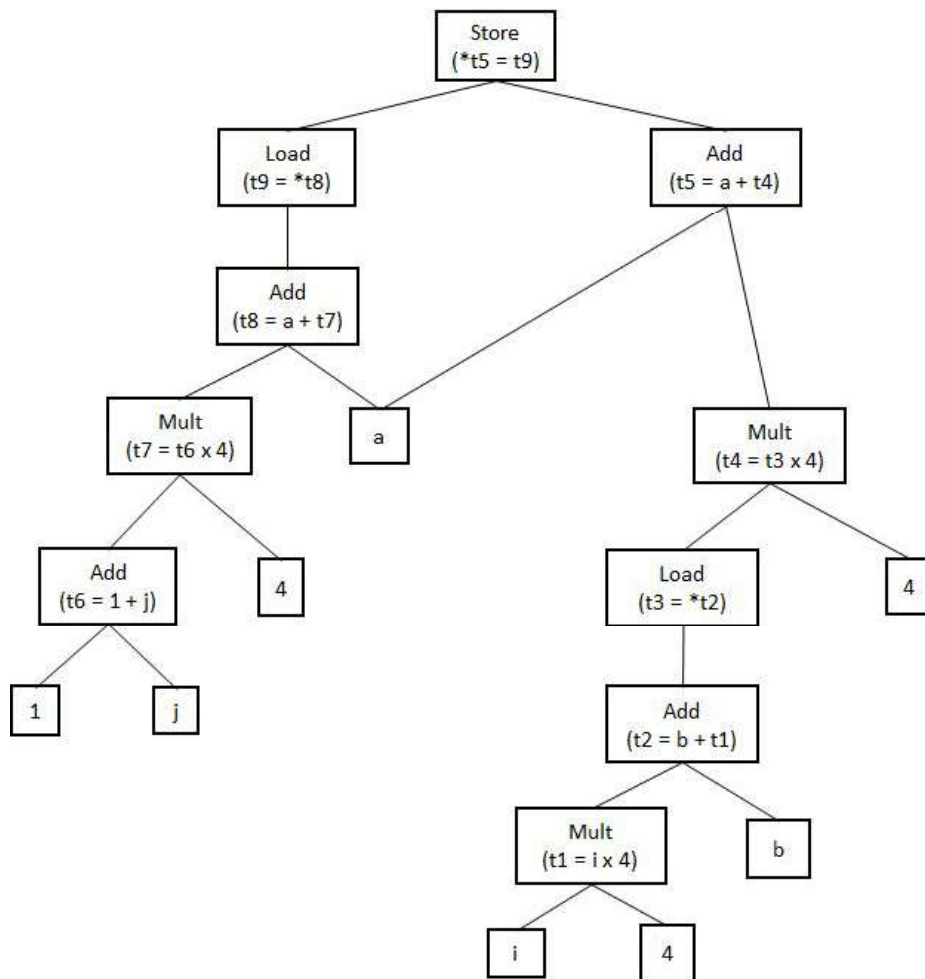 Store
(*t5 = t9)
Load
(t9 = *t8)
Add
(t5 = a + t4)
Add
(t8 = a + t7)
Mult
(t7 = t6 x 4)
a
Mult
(t4 = t3 x 4)
Add
(t6 = 1 + j)
4
Load
(t3 = *t2)
4
1
j
Add
(t2 = b + t1)
Mult
(t1 = i x 4)
b
i
4